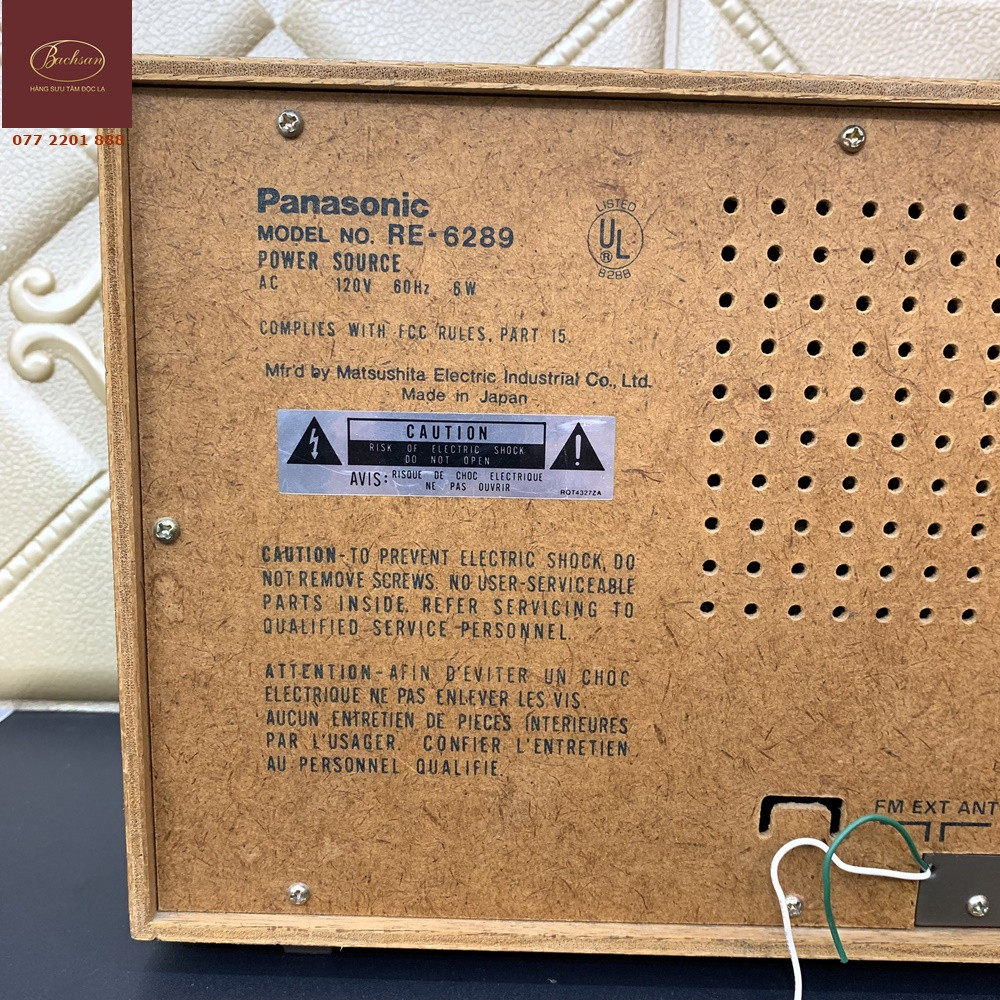 Bachsan
HÀNG SƯU TẦM ĐỘC LẠ
077 2201 888
Panasonic
MODEL NO. RE-6289
POWER SOURCE
AC 120V 60Hz 6W
LISTED
UL
®
828B
COMPLIES WITH FCC RULES, PART 15.
Mfr'd by Matsushita Electric Industrial Co., Ltd.
Made in Japan
CAUTION
RISK OF ELECTRIC SHOCK
DO NOT OPEN
AVIS: RISQUE DE CHOC ELECTRIQUE
NE PAS OUVRIR
RQT4327ZA
CAUTION-TO PREVENT ELECTRIC SHOCK, DO
NOT REMOVE SCREWS. NO USER-SERVICEABLE
PARTS INSIDE. REFER SERVICING TO
QUALIFIED SERVICE PERSONNEL.
ATTENTION-AFIN D'EVITER UN CHOC
ELECTRIQUE NE PAS ENLEVER LES VIS.
AUCUN ENTRETIEN DE PIECES INTERIEURES
PAR L'USAGER. CONFIER L'ENTRETIEN
AU PERSONNEL QUALIFIE.
FM EXT ANT